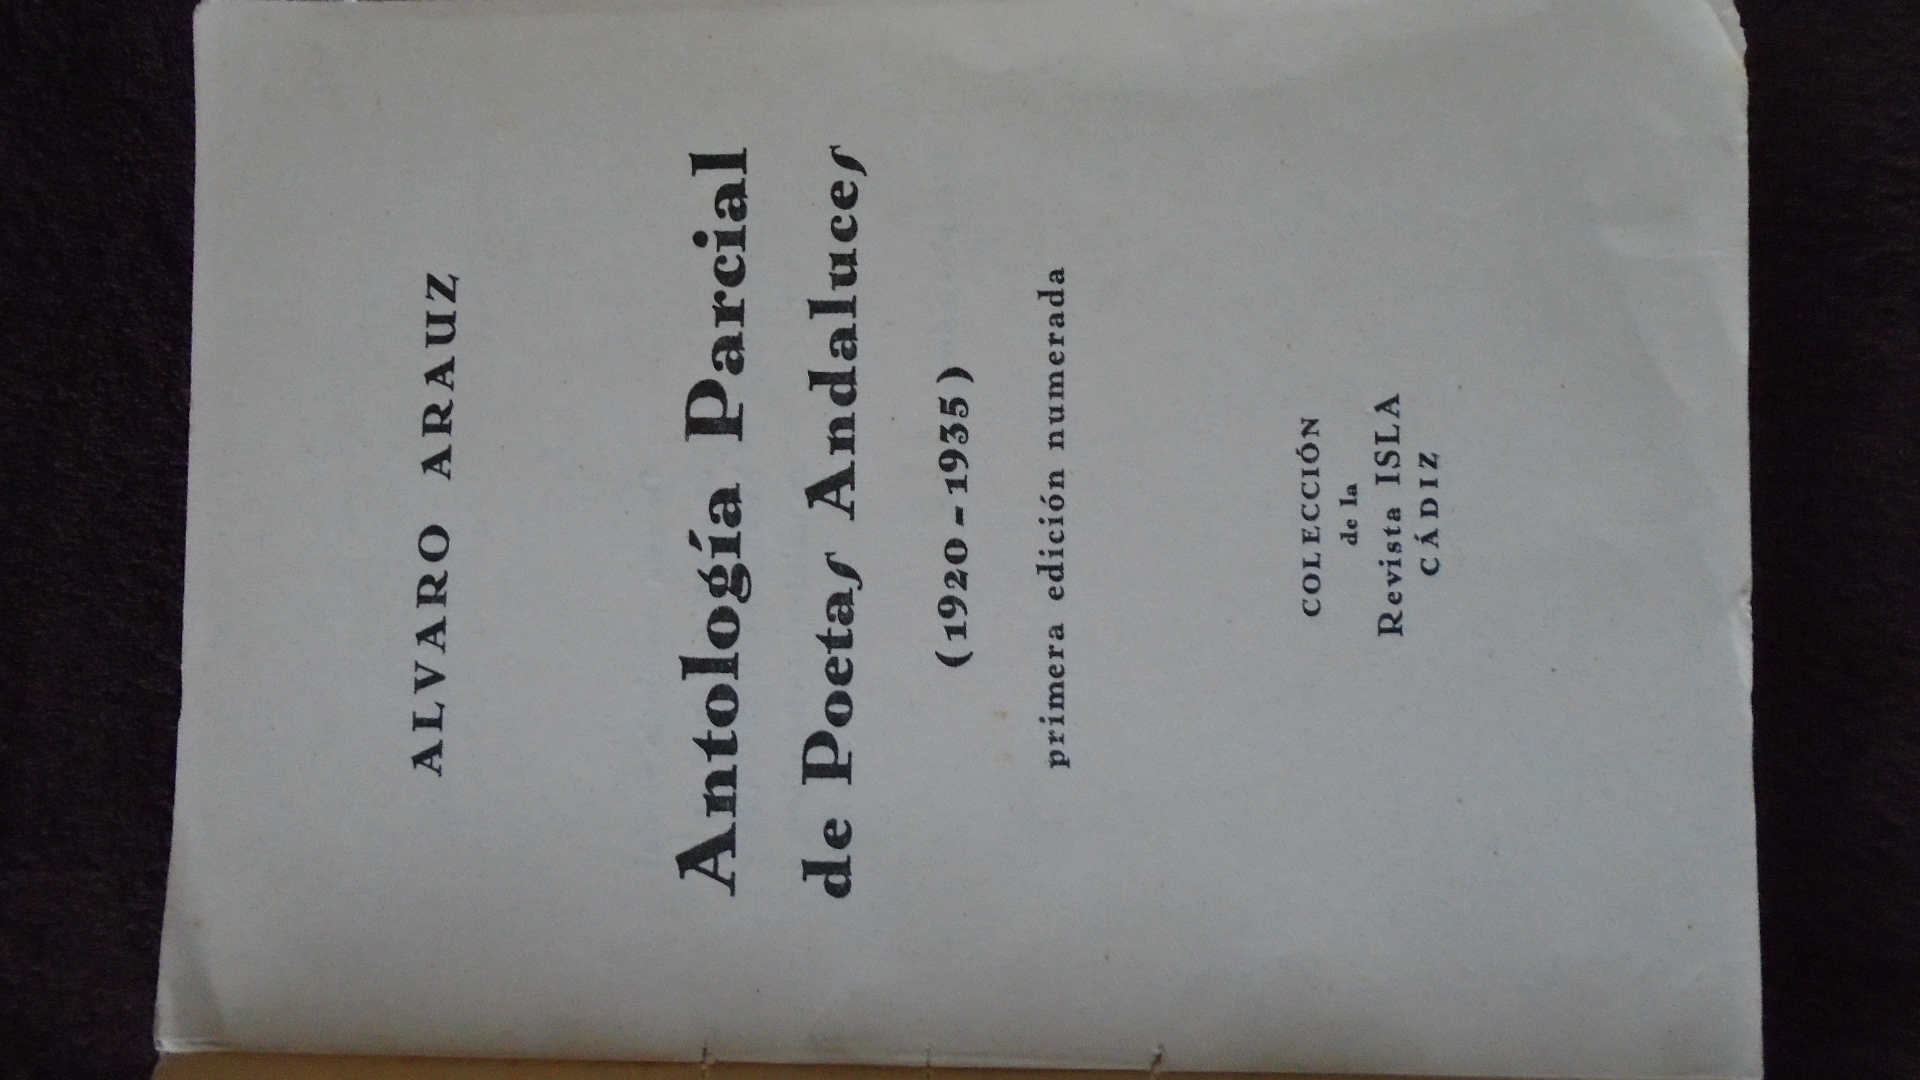 ALVARO ARAUZ
Antología Parcial
de Poetas Andaluces
(1920-1935)
primera edición numerada
COLECCIÓN
de la
Revista ISLA
CÁDIZ